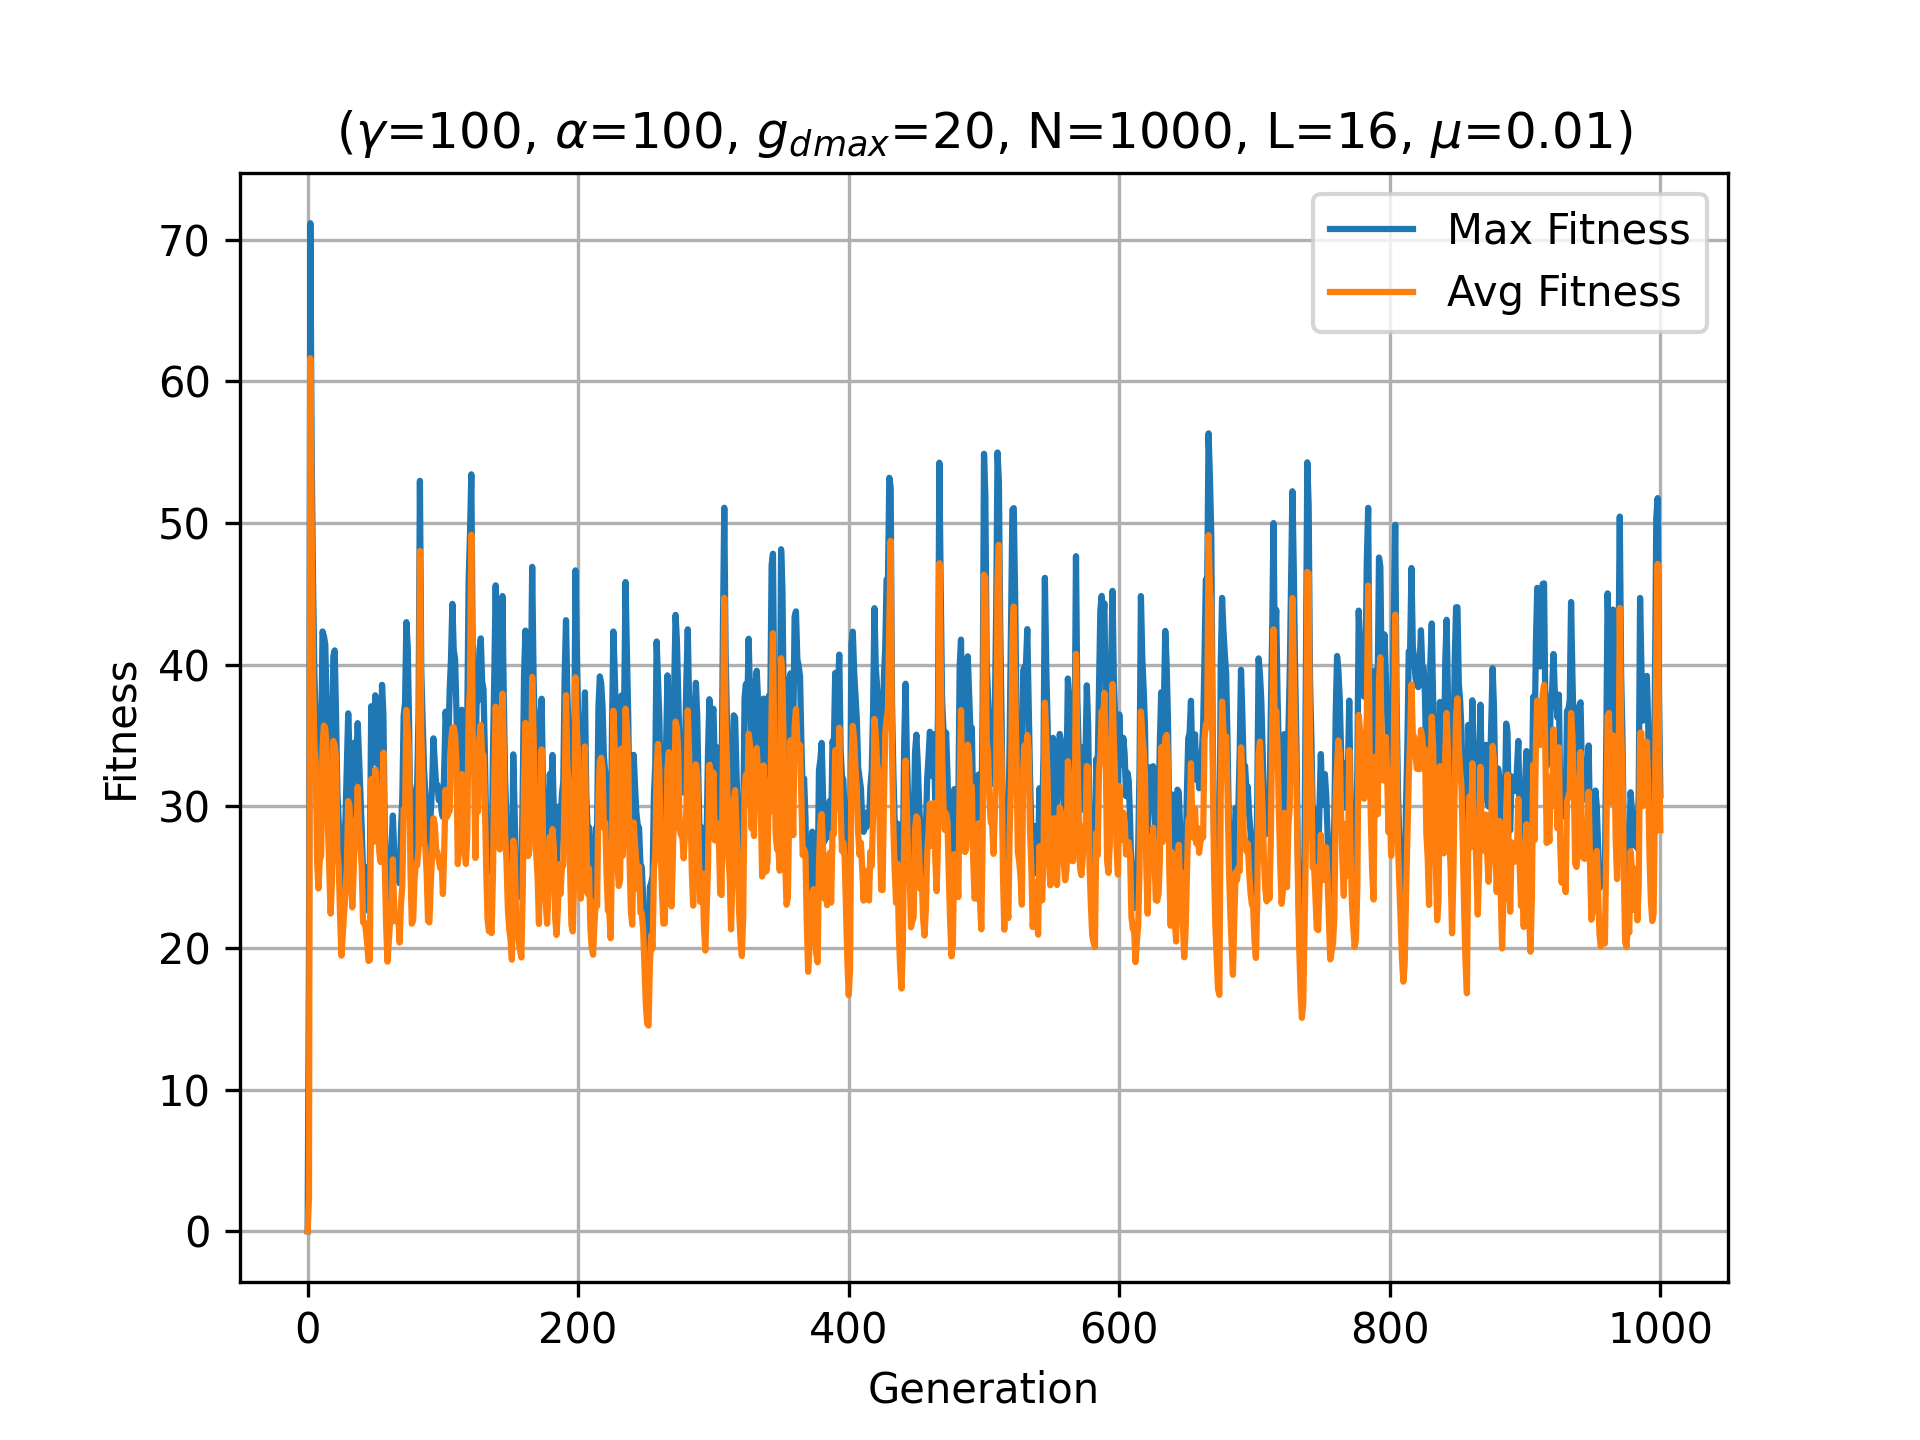 (γ=100, α=100, g_dmax=20, N=1000, L=16, μ=0.01)
Max Fitness
Avg Fitness
70
60
50
40
30
20
10
0
Fitness
0 200 400 600 800 1000
Generation